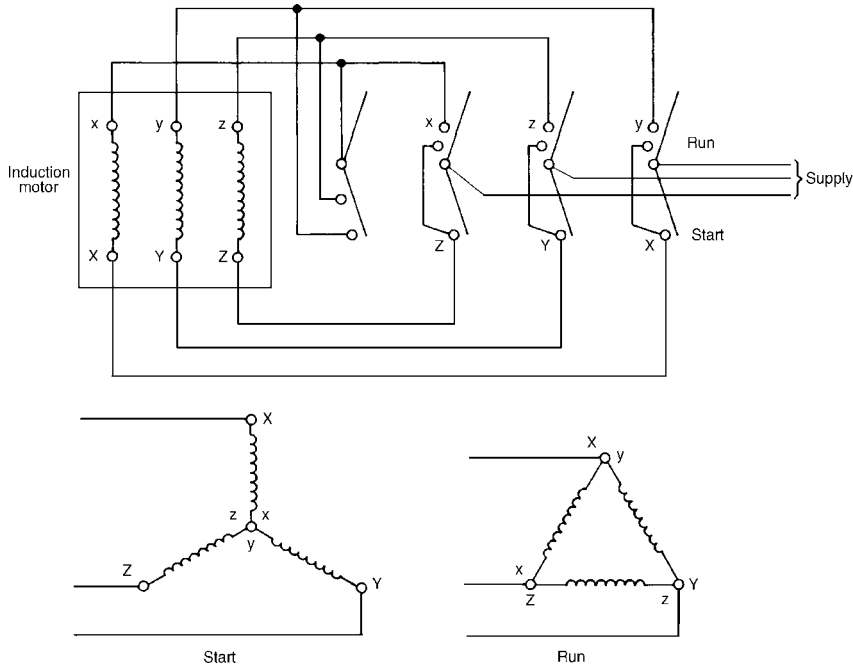 x y z x z y
Run
Induction
motor
Supply
Start
X Y Z Z Y X
X
X y
z x
y
Z Y
x Y
Z z
Start Run